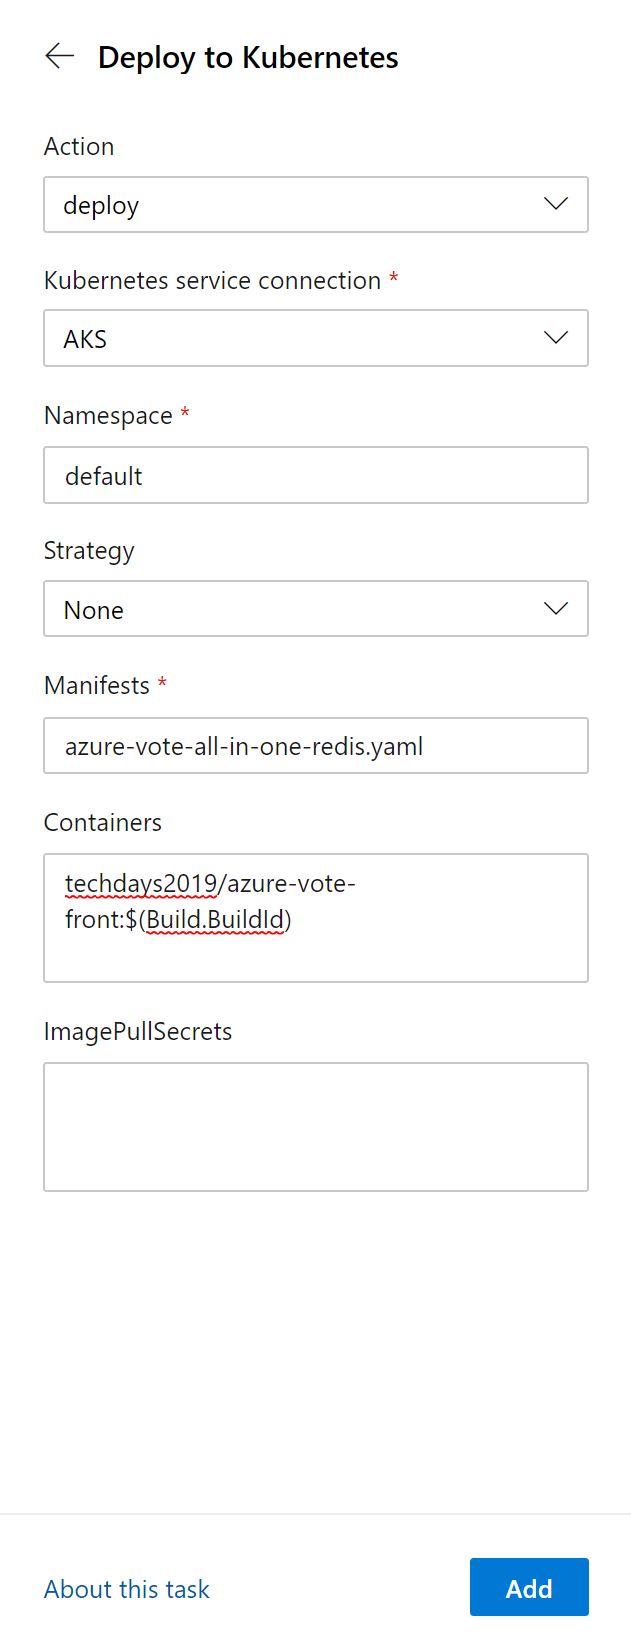 Deploy to Kubernetes
Action
deploy
Kubernetes service connection *
AKS
Namespace *
default
Strategy
None
Manifests *
azure-vote-all-in-one-redis.yaml
Containers
techdays2019/azure-vote-
front:$(Build.BuildId)
ImagePullSecrets
About this task
Add